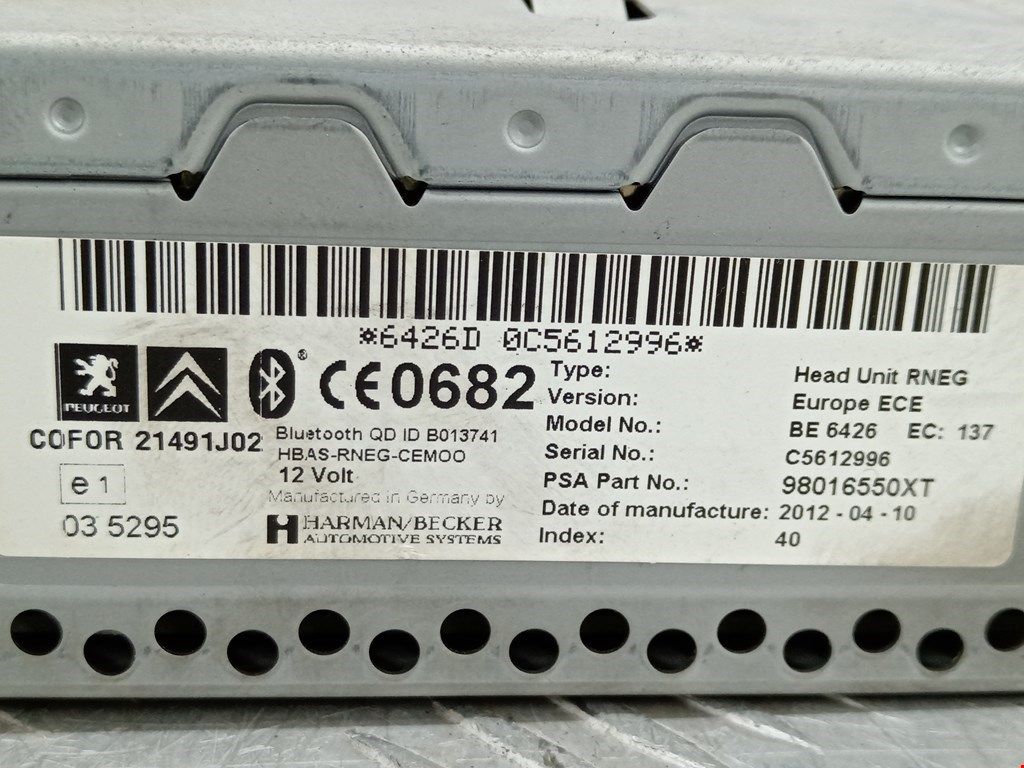 *6426D 0C5612996*
PEUGEOT
® CE0682
COFOR 21491J02
Bluetooth QD ID B013741
HBAS-RNEG-CEMOO
12 Volt
Manufactured in Germany by
HARMAN/BECKER
AUTOMOTIVE SYSTEMS
e 1
03 5295
Type: Head Unit RNEG
Version: Europe ECE
Model No.: BE 6426 EC: 137
Serial No.: C5612996
PSA Part No.: 98016550XT
Date of manufacture: 2012 - 04 - 10
Index: 40